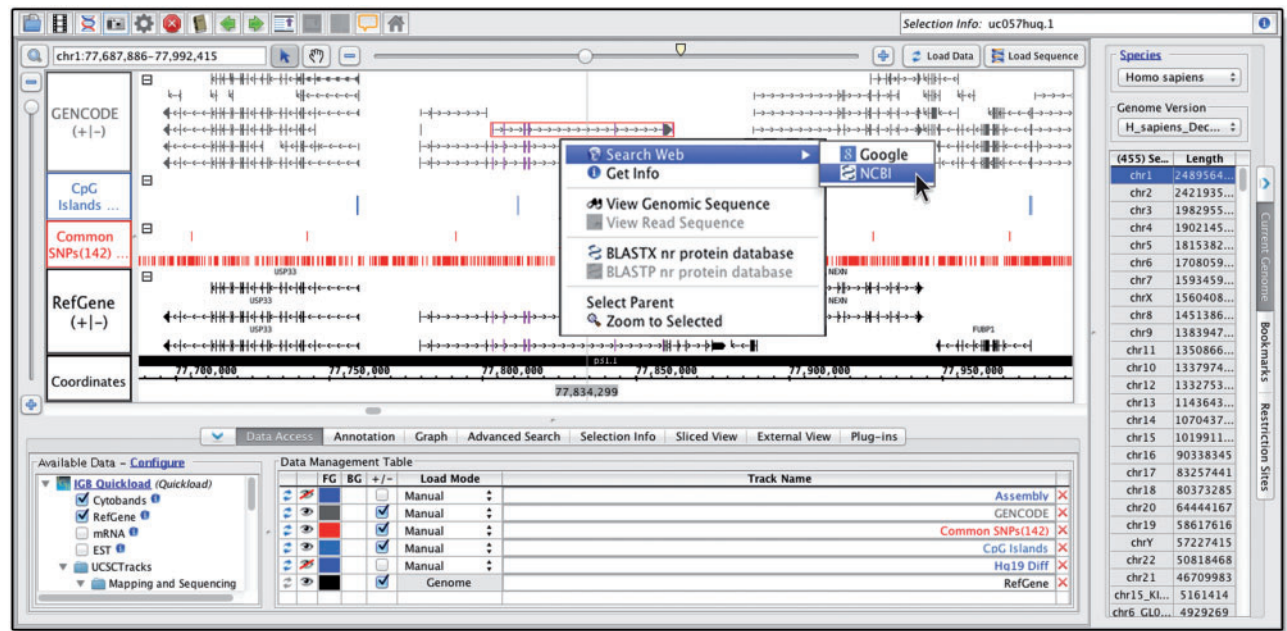 Selection Info: uc057huq.1
chr1:77,687,886–77,992,415
Load Data
Load Sequence
GENCODE
(+|–)
CpG
Islands ...
Common
SNPs(142) ...
USP33
NEXN
RefGene
(+|–)
USP33
NEXN
USP33
FUBP1
p31.1
Coordinates
77,700,000 77,750,000 77,800,000 77,850,000 77,900,000 77,950,000
77,834,299
Search Web
Get Info
View Genomic Sequence
View Read Sequence
BLASTX nr protein database
BLASTP nr protein database
Select Parent
Zoom to Selected
Google
NCBI
Data Access Annotation Graph Advanced Search Selection Info Sliced View External View Plug-ins
Available Data – Configure
IGB Quickload (Quickload)
Cytobands
RefGene
mRNA
EST
UCSCTracks
Mapping and Sequencing
Data Management Table
FG BG +/- Load Mode Track Name
Manual Assembly
Manual GENCODE
Manual Common SNPs(142)
Manual CpG Islands
Manual Hg19 Diff
Genome RefGene
Species
Homo sapiens
Genome Version
H_sapiens_Dec...
(455) Se... Length
chr1 2489564...
chr2 2421935...
chr3 1982955...
chr4 1902145...
chr5 1815382...
chr6 1708059...
chr7 1593459...
chrX 1560408...
chr8 1451386...
chr9 1383947...
chr11 1350866...
chr10 1337974...
chr12 1332753...
chr13 1143643...
chr14 1070437...
chr15 1019911...
chr16 90338345
chr17 83257441
chr18 80373285
chr20 64444167
chr19 58617616
chrY 57227415
chr22 50818468
chr21 46709983
chr15_KI... 5161414
chr6_GL0... 4929269
Current Genome
Bookmarks
Restriction Sites